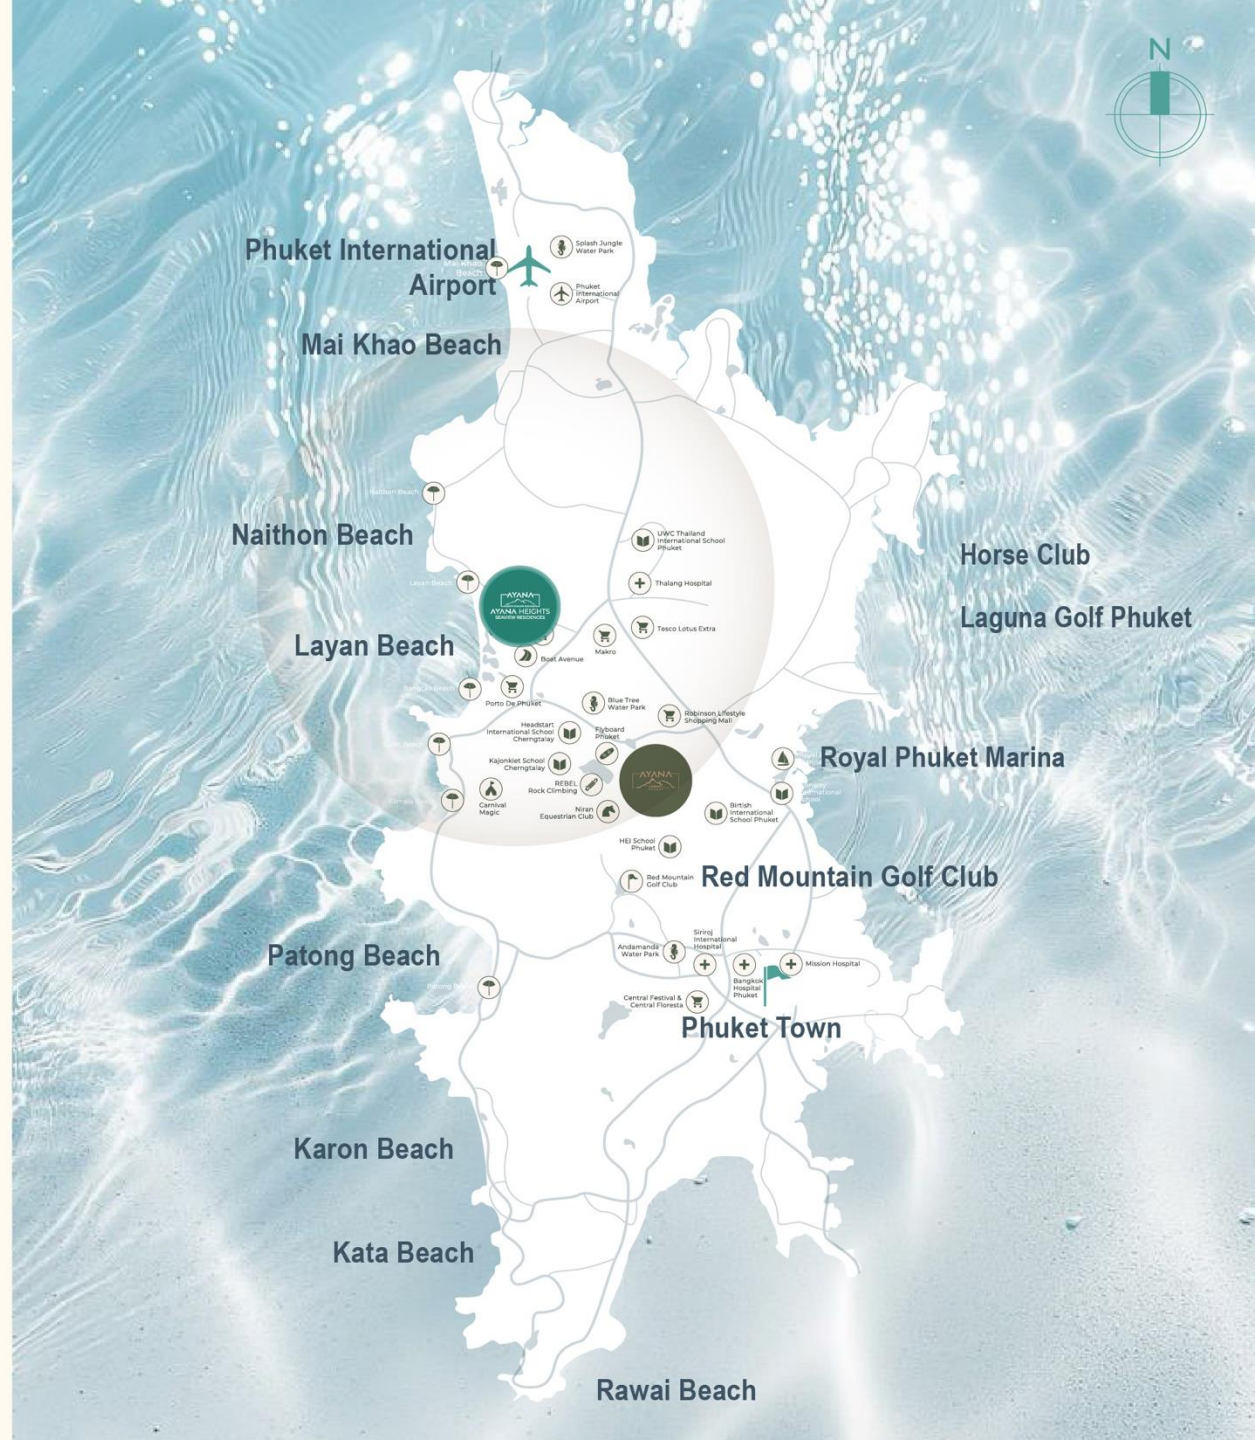 N
Phuket International
Airport
Splash Jungle
Water Park
Mai Khao
Beach
Phuket
International
Airport
Mai Khao Beach
Naithon Beach
Naithon Beach
UWC Thailand
International School
Phuket
Horse Club
Layan Beach
Thalang Hospital
AYANA
AYANA HEIGHTS
SEAVIEW RESIDENCES
Laguna Golf Phuket
Tesco Lotus Extra
Layan Beach
Makro
Boat Avenue
Beach
Porto De Phuket
Blue Tree
Water Park
Robinson Lifestyle
Shopping Mall
Headstart
International School
Cherngtalay
Flyboard
Phuket
Royal Phuket Marina
Kajonkiet School
Cherngtalay
AYANA
REBEL
Rock Climbing
Carnival
Magic
Niran
Equestrian Club
Birtish
International
School Phuket
HEI School
Phuket
Red Mountain
Golf Club
Red Mountain Golf Club
Patong Beach
Siriroj
International
Hospital
Andamanda
Water Park
Mission Hospital
Bangkok
Hospital
Phuket
Patong
Central Festival &
Central Floresta
Phuket Town
Karon Beach
Kata Beach
Rawai Beach